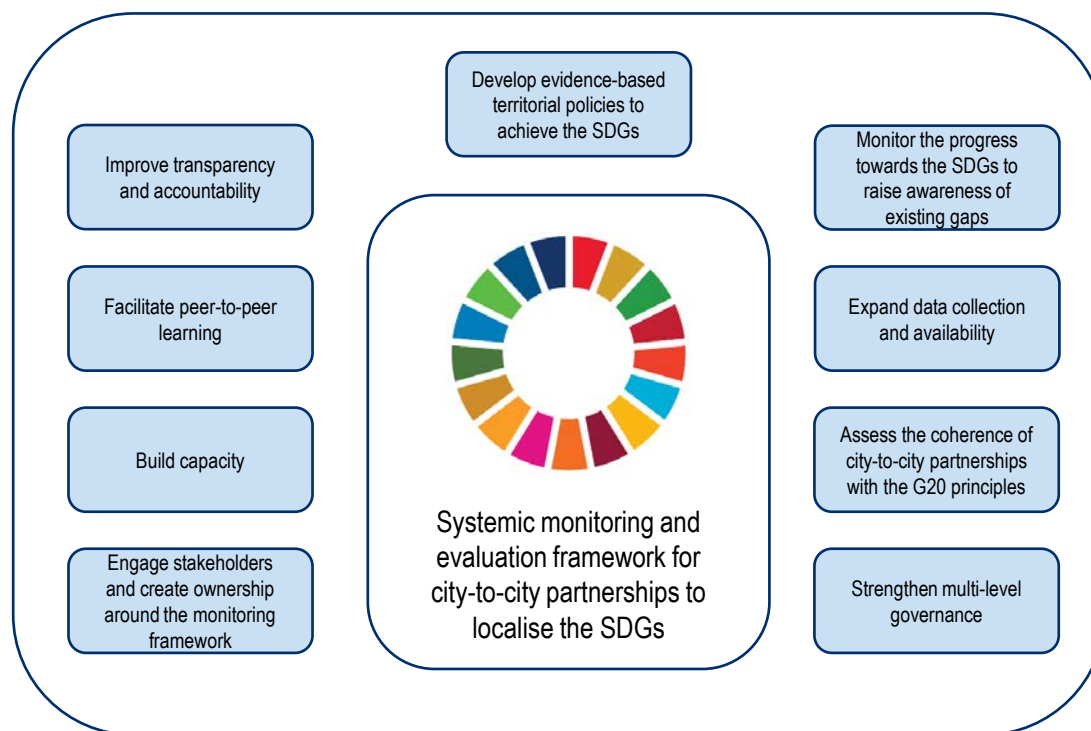 Develop evidence-based
territorial policies to
achieve the SDGs
Improve transparency
and accountability
Facilitate peer-to-peer
learning
Build capacity
Engage stakeholders
and create ownership
around the monitoring
framework
Systemic monitoring and
evaluation framework for
city-to-city partnerships to
localise the SDGs
Monitor the progress
towards the SDGs to
raise awareness of
existing gaps
Expand data collection
and availability
Assess the coherence of
city-to-city partnerships
with the G20 principles
Strengthen multi-level
governance